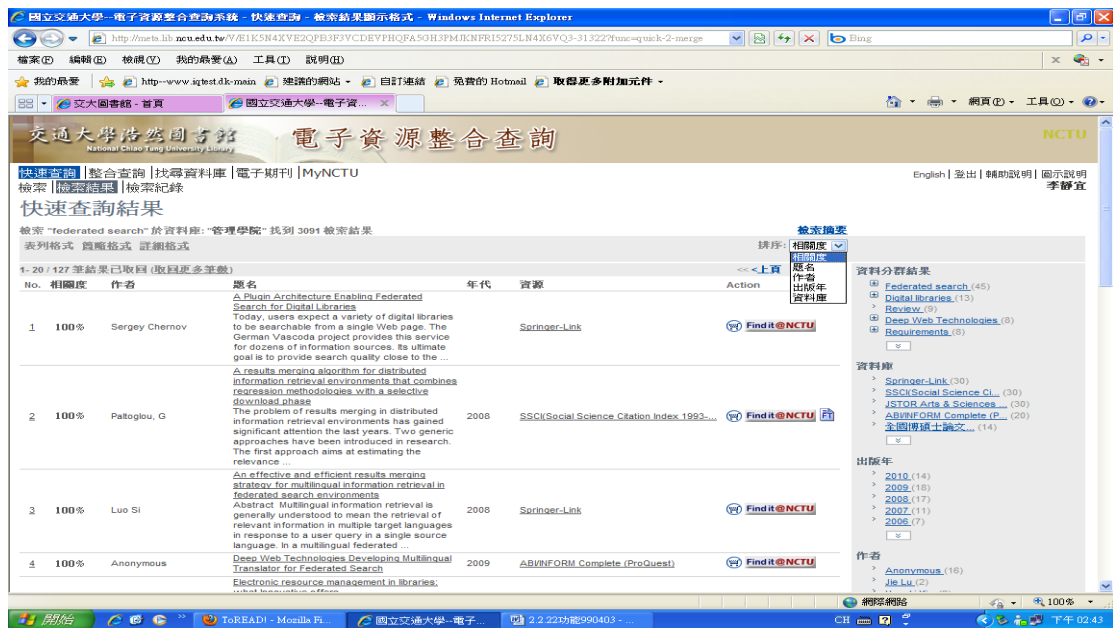 國立交通大學--電子資源整合查詢系統 - 快速查詢 - 檢索結果顯示格式 - Windows Internet Explorer
Bing
檔案(F) 編輯(E) 檢視(V) 我的最愛(A) 工具(T) 說明(H)
我的最愛 http--www.iqtest.dk-main 建議的網站 自訂連結 免費的 Hotmail 取得更多附加元件
交大圖書館 - 首頁 國立交通大學--電子資... 網頁(P) 工具(O)
交通大學浩然圖書館 電子資源整合查詢 NCTU
National Chiao Tung University Library
快速查詢 | 整合查詢 | 找尋資料庫 | 電子期刊 | MyNCTU English | 登出 | 輔助說明 | 圖示說明
檢索 | 檢索結果 | 檢索紀錄 李靜宜
快速查詢結果
檢索 "federated search" 於資料庫: "管理學院" 找到 3091 檢索結果 檢索摘要
表列格式 簡略格式 詳細格式 排序: 相關度
相關度
題名
作者
出版年
資料庫
1- 20 / 127 筆結果已取回 (取回更多筆數) << <上頁
No. 相關度 作者 題名 年代 資源 Action
1 100% Sergey Chernov Springer-Link Find it@NCTU
A Plugin Architecture Enabling Federated
Search for Digital Libraries
Today, users expect a variety of digital libraries
to be searchable from a single Web page. The
German Vascoda project provides this service
for dozens of information sources. Its ultimate
goal is to provide search quality close to the ...
2 100% Paltoglou, G 2008 SSCI(Social Science Citation Index 1993-... Find it@NCTU FT
A results merging algorithm for distributed
information retrieval environments that combines
regression methodologies with a selective
download phase
The problem of results merging in distributed
information retrieval environments has gained
significant attention the last years. Two generic
approaches have been introduced in research.
The first approach aims at estimating the
relevance ...
3 100% Luo Si 2008 Springer-Link Find it@NCTU
An effective and efficient results merging
strategy for multilingual information retrieval in
federated search environments
Abstract Multilingual information retrieval is
generally understood to mean the retrieval of
relevant information in multiple target languages
in response to a user query in a single source
language. In a multilingual federated ...
4 100% Anonymous 2009 ABI/INFORM Complete (ProQuest) Find it@NCTU
Deep Web Technologies Developing Multilingual
Translator for Federated Search
Electronic resource management in libraries:
資料分群結果
Federated search (45)
Digital libraries (13)
Review (9)
Deep Web Technologies (8)
Requirements (8)
資料庫
Springer-Link (30)
SSCI(Social Science Ci... (30)
JSTOR Arts & Sciences ... (30)
ABI/INFORM Complete (P... (20)
全國博碩士論文... (14)
出版年
2010 (14)
2009 (18)
2008 (17)
2007 (11)
2006 (7)
作者
Anonymous (16)
Jie Lu (2)
網際網路 100%
開始 ToREAD! - Mozilla Fi... 國立交通大學--電子... 2.2.22功能990403 - ... CH 下午 02:43